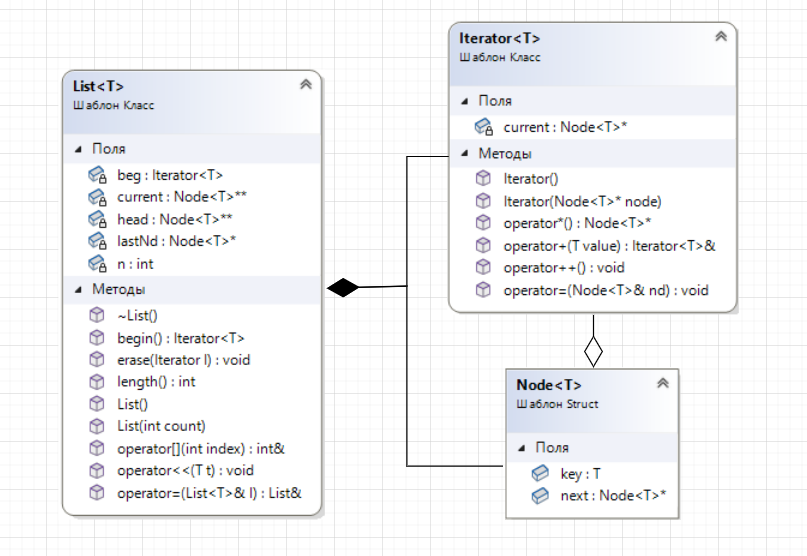 List<T>
Шаблон Класс
Поля
beg : Iterator<T>
current : Node<T>**
head : Node<T>**
lastNd : Node<T>*
n : int
Методы
~List()
begin() : Iterator<T>
erase(Iterator l) : void
length() : int
List()
List(int count)
operator[](int index) : int&
operator<<(T t) : void
operator=(List<T>& l) : List&
Iterator<T>
Шаблон Класс
Поля
current : Node<T>*
Методы
Iterator()
Iterator(Node<T>* node)
operator*() : Node<T>*
operator+(T value) : Iterator<T>&
operator++() : void
operator=(Node<T>& nd) : void
Node<T>
Шаблон Struct
Поля
key : T
next : Node<T>*